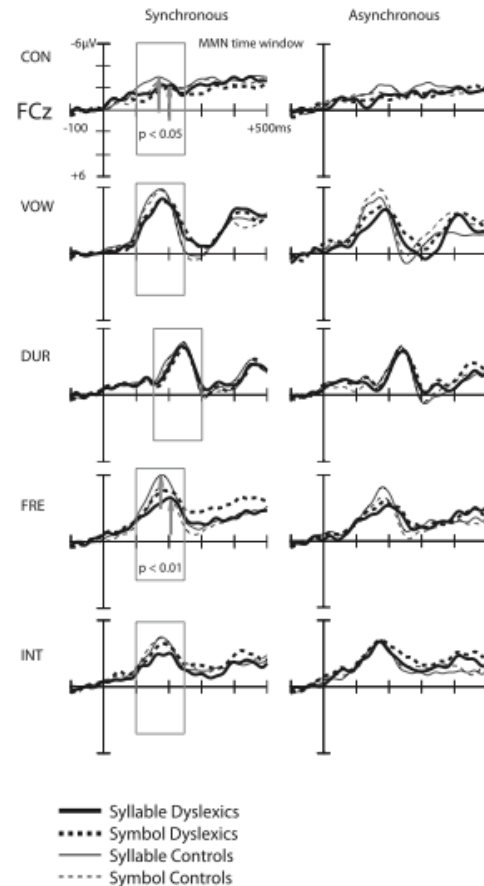 Synchronous Asynchronous
-6μV MMN time window
CON
FCz
-100 p < 0.05 +500ms
+6
VOW
DUR
FRE
p < 0.01
INT
Syllable Dyslexics
Symbol Dyslexics
Syllable Controls
Symbol Controls